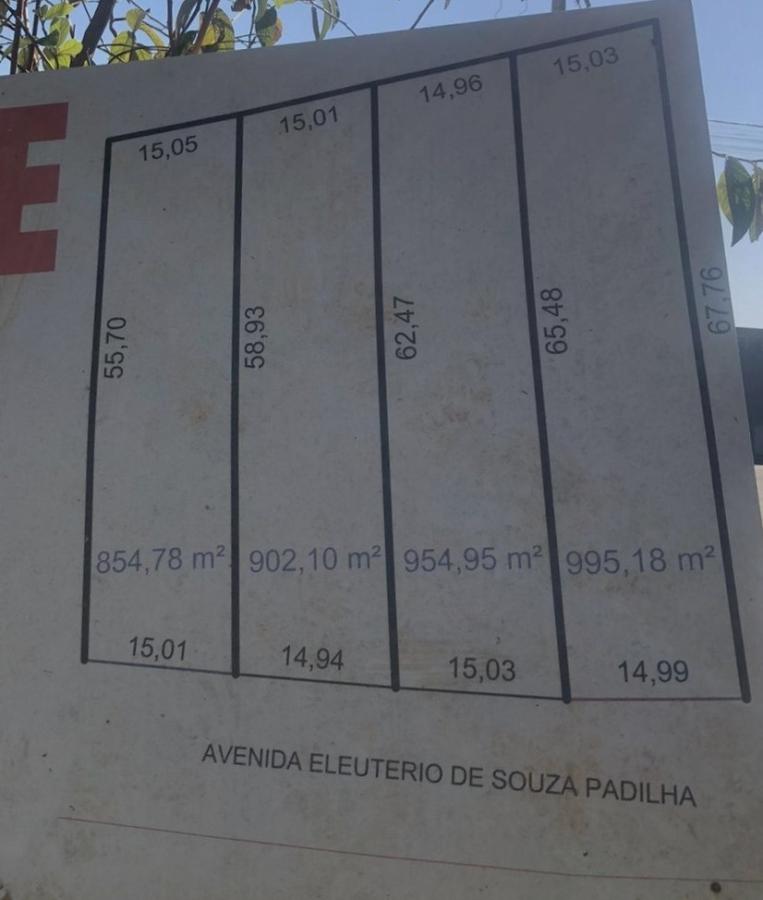 15,03
14,96
15,01
15,05
E
55,70
58,93
62,47
65,48
67,76
854,78 m² 902,10 m² 954,95 m² 995,18 m²
15,01 14,94 15,03 14,99
AVENIDA ELEUTERIO DE SOUZA PADILHA